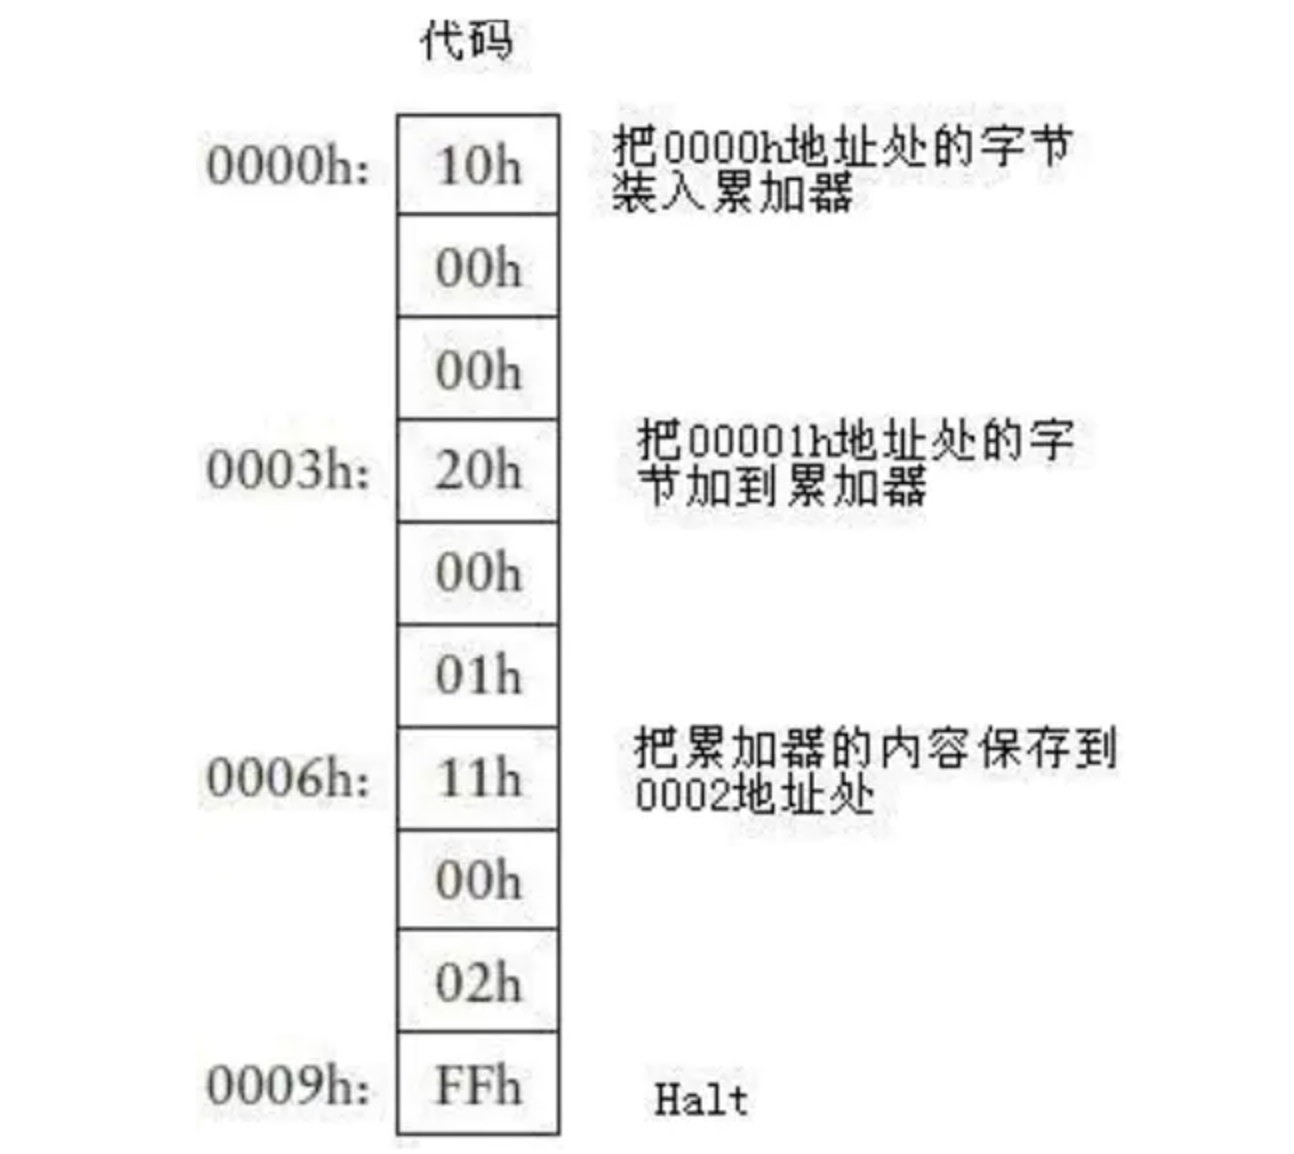 代码
0000h: 10h 把0000h地址处的字节
装入累加器
00h
00h
0003h: 20h 把00001h地址处的字
节加到累加器
00h
01h
0006h: 11h 把累加器的内容保存到
0002地址处
00h
02h
0009h: FFh Halt